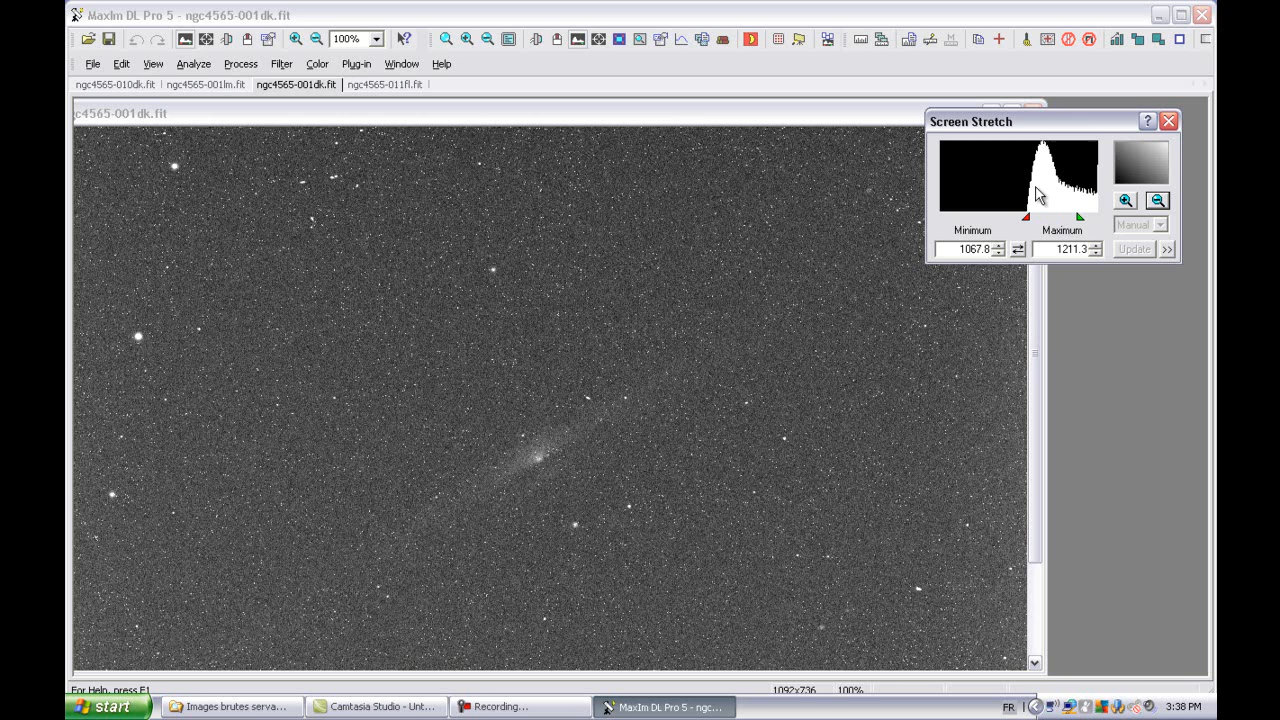 MaxIm DL Pro 5 - ngc4565-001dk.fit
100%
File Edit View Analyze Process Filter Color Plug-in Window Help
ngc4565-010dk.fit ngc4565-001lm.fit ngc4565-001dk.fit ngc4565-011fl.fit
gc4565-001dk.fit
Screen Stretch
Minimum Maximum Manual
1067.8 1211.3 Update >>
For Help, press F1 1092x736 100%
start Images brutes serva... Camtasia Studio - Unt... Recording... MaxIm DL Pro 5 - ngc... FR 3:38 PM